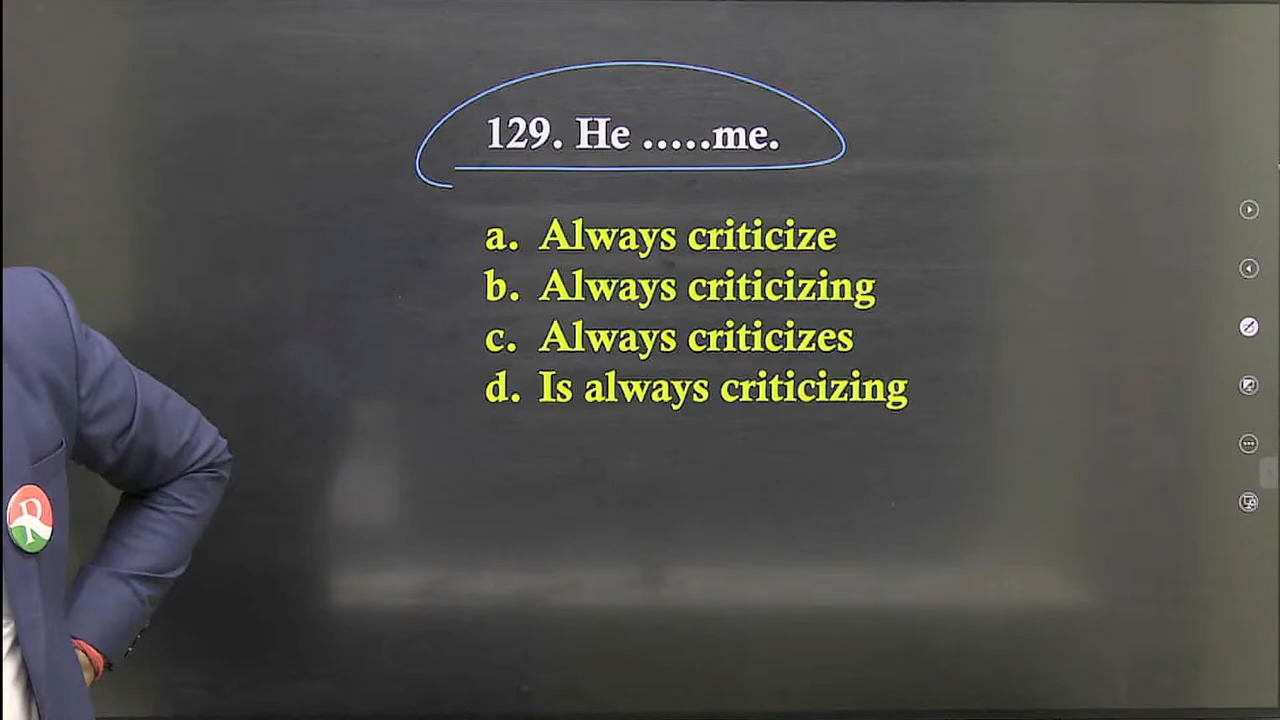 129. He .....me.
a. Always criticize
b. Always criticizing
c. Always criticizes
d. Is always criticizing
R